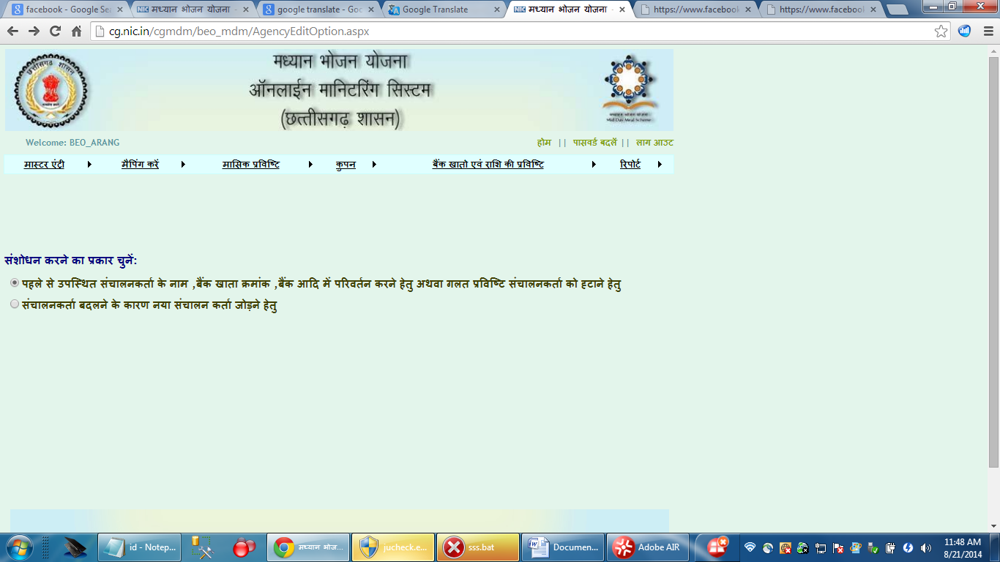 facebook - Google Sea
मध्यान भोजन योजना -
google translate - Goo
Google Translate
मध्यान भोजन योजना -
https://www.facebook
https://www.facebook
cg.nic.in/cgmdm/beo_mdm/AgencyEditOption.aspx
छत्तीसगढ़ शासन
मध्यान भोजन योजना
ऑनलाईन मानिटरिंग सिस्टम
(छत्तीसगढ़ शासन)
Mid Day Meal Scheme
Welcome: BEO_ARANG
होम || पासवर्ड बदलें || लाग आउट
मास्टर एंट्री मैपिंग करें मासिक प्रविष्टि कुपन बैंक खातो एवं राशि की प्रविष्टि रिपोर्ट
संशोधन करने का प्रकार चुनें:
पहले से उपस्थित संचालनकर्ता के नाम ,बैंक खाता क्रमांक ,बैंक आदि में परिवर्तन करने हेतु अथवा गलत प्रविष्टि संचालनकर्ता को हटाने हेतु
संचालनकर्ता बदलने के कारण नया संचालन कर्ता जोड़ने हेतु
id - Notep...
मध्यान भोज...
jucheck.e...
sss.bat
Documen...
Adobe AIR
11:48 AM
8/21/2014